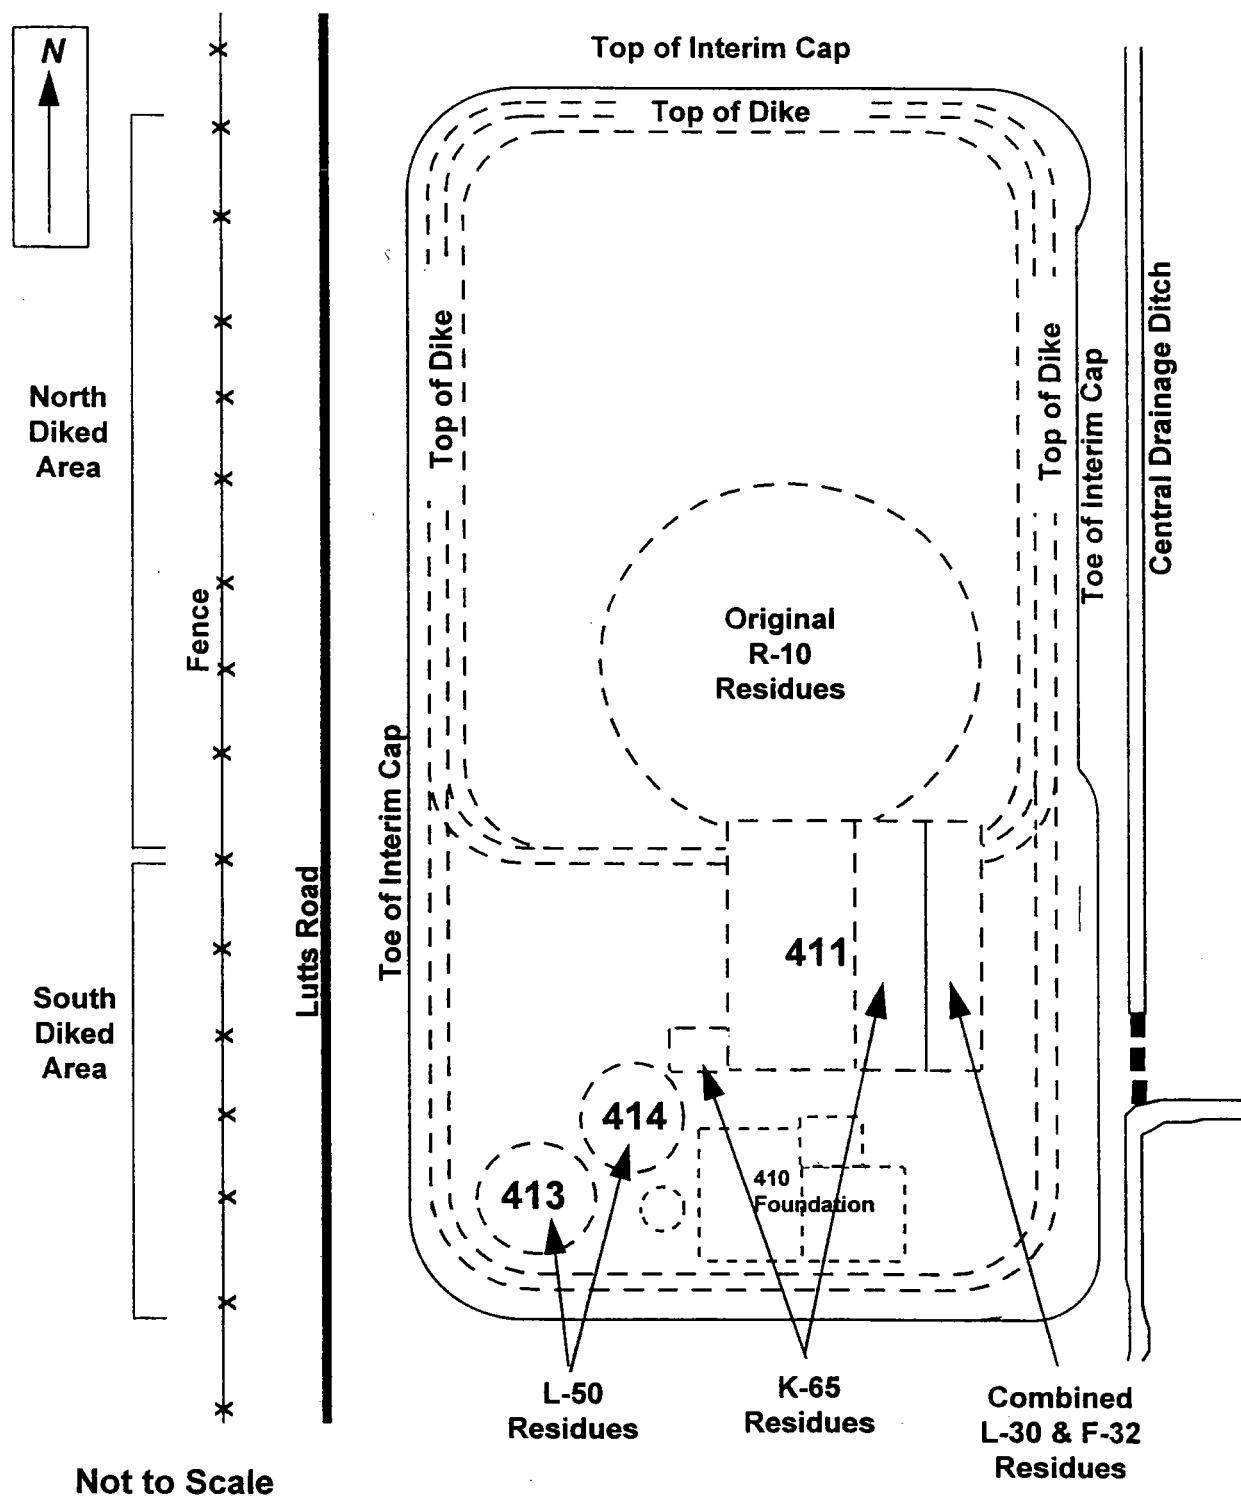 N
Top of Interim Cap
Top of Dike
Top of Dike
Top of Dike
Toe of Interim Cap
Central Drainage Ditch
North
Diked
Area
Fence
Original
R-10
Residues
Toe of Interim Cap
Lutts Road
411
South
Diked
Area
414
413
410
Foundation
L-50
Residues
K-65
Residues
Combined
L-30 & F-32
Residues
Not to Scale